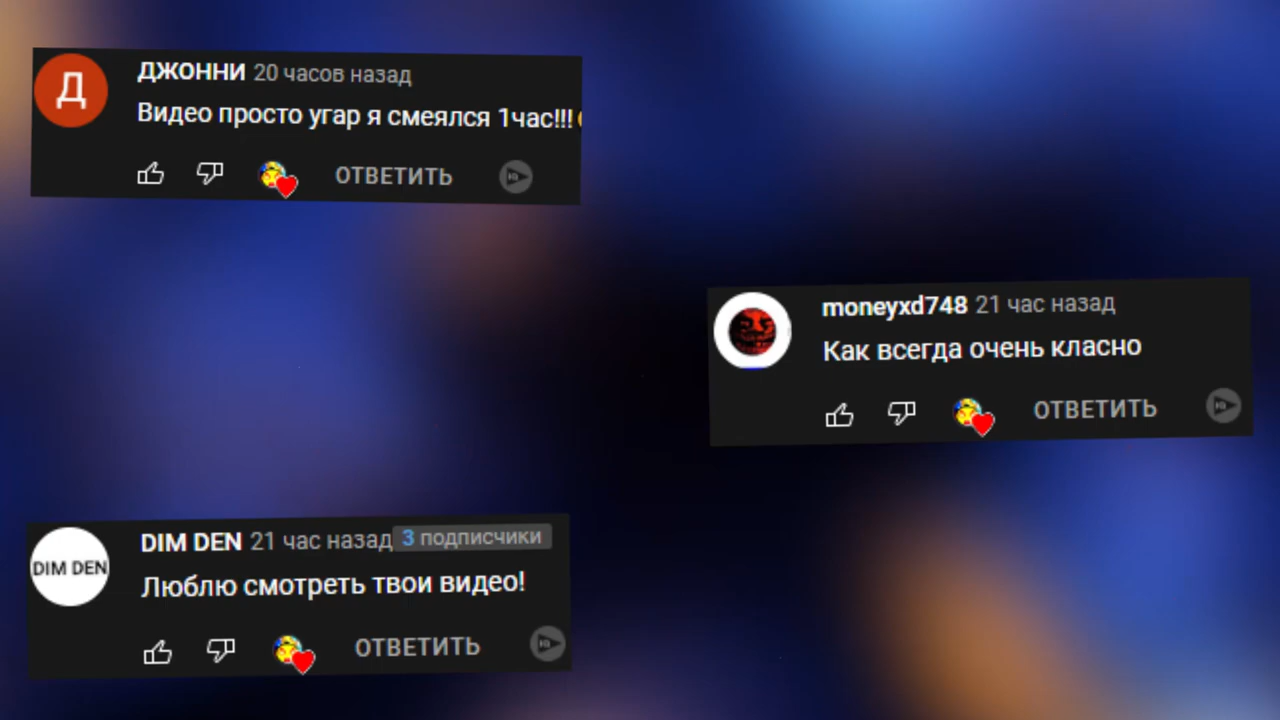 Д
ДЖОННИ 20 часов назад
Видео просто угар я смеялся 1час!!!
ОТВЕТИТЬ
moneyxd748 21 час назад
Как всегда очень класно
ОТВЕТИТЬ
DIM DEN 21 час назад 3 подписчики
DIM DEN
Люблю смотреть твои видео!
ОТВЕТИТЬ